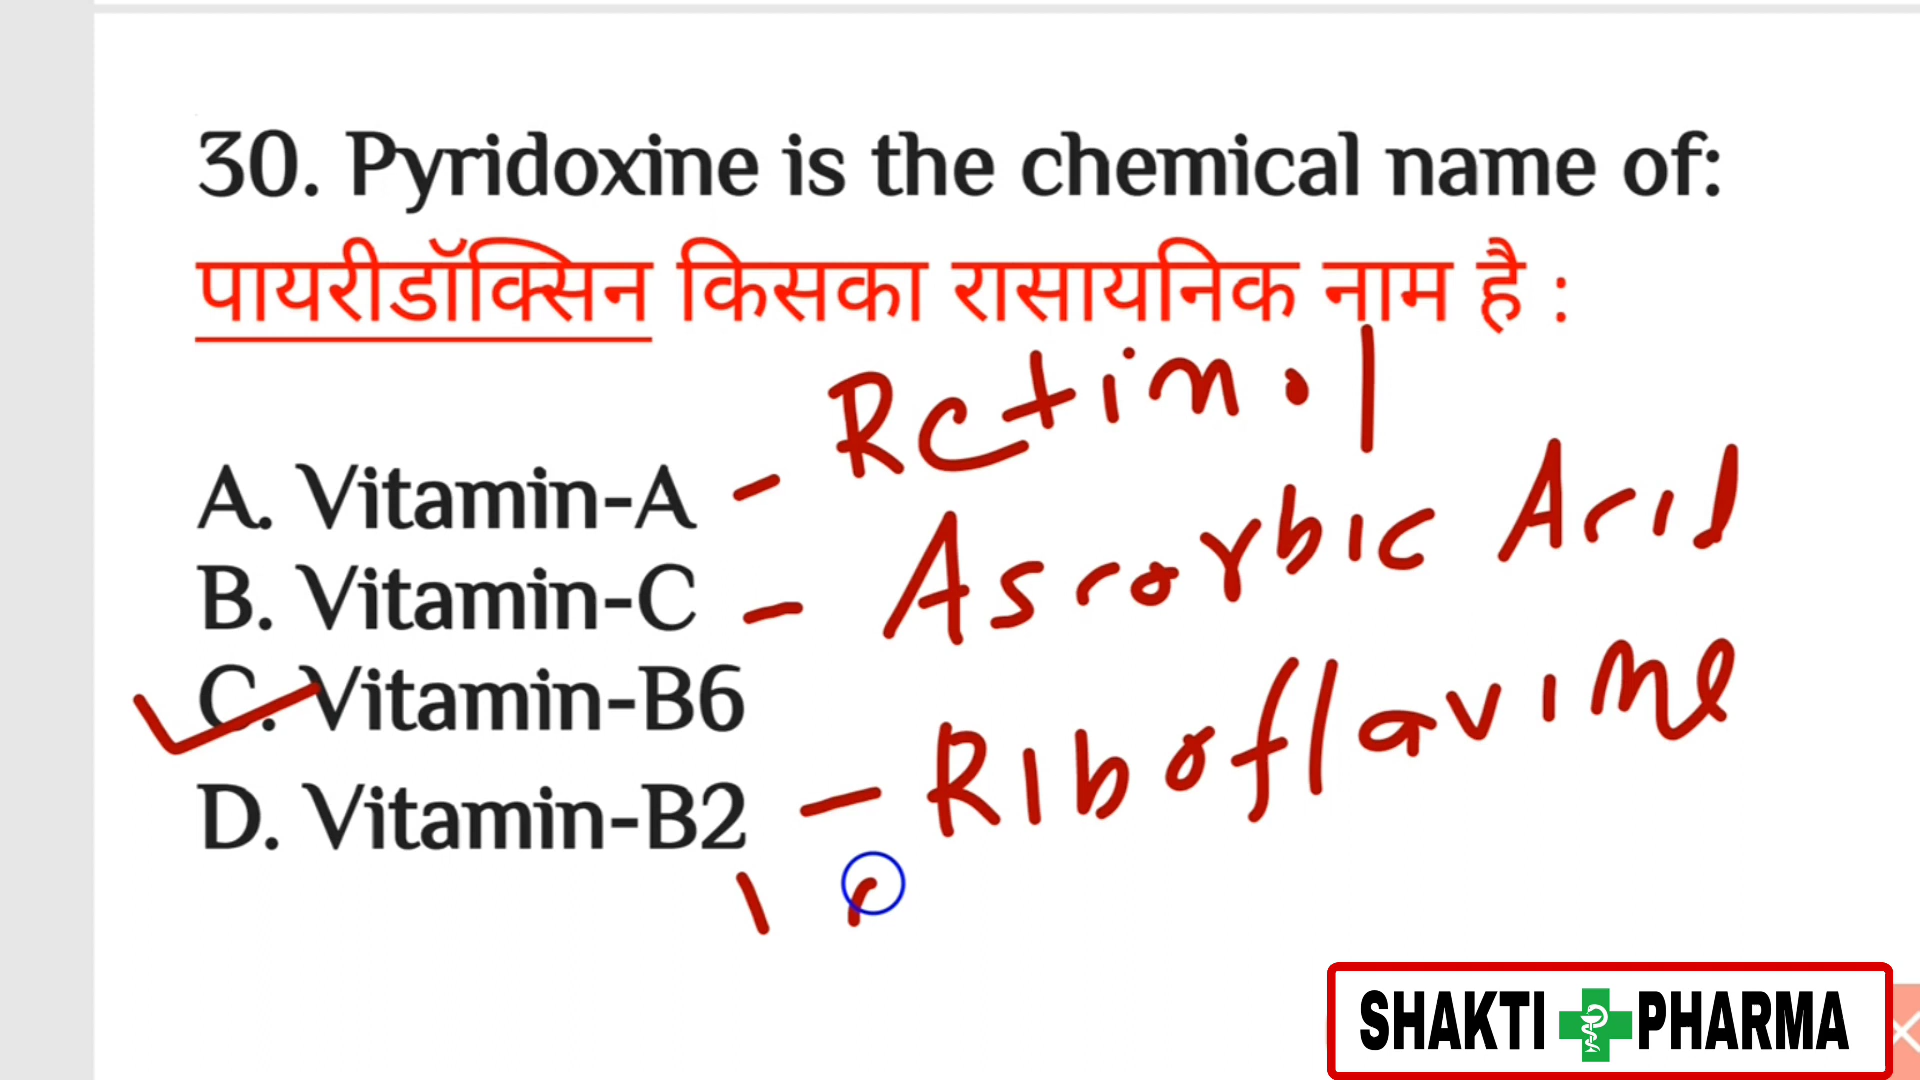 30. Pyridoxine is the chemical name of:
पायरीडॉक्सिन किसका रासायनिक नाम है :
A. Vitamin-A - Retinol
B. Vitamin-C - Ascorbic Acid
C. Vitamin-B6
D. Vitamin-B2 - Riboflavine
SHAKTI PHARMA